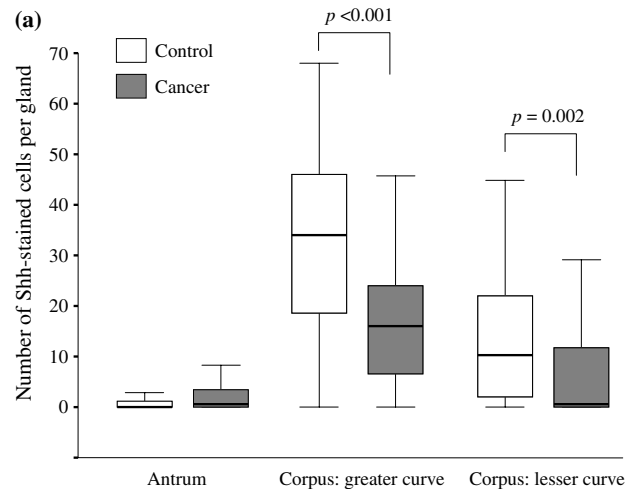 (a)
p <0.001
Control
Cancer
p = 0.002
Number of Shh-stained cells per gland
70
60
50
40
30
20
10
0
Antrum
Corpus: greater curve
Corpus: lesser curve